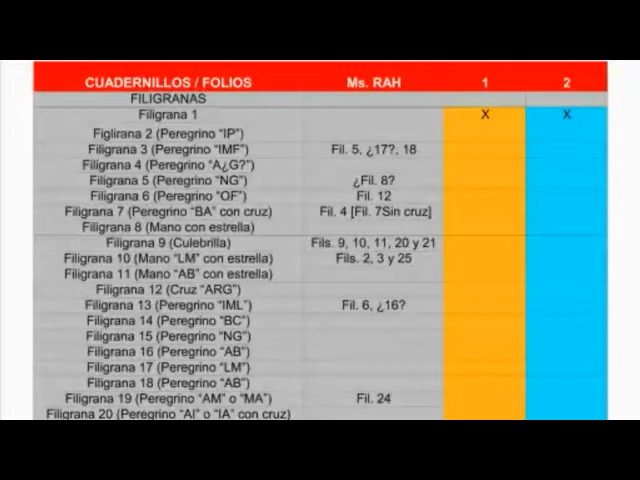 CUADERNILLOS / FOLIOS Ms. RAH 1 2
FILIGRANAS
Filigrana 1 X X
Figlirana 2 (Peregrino “IP”)
Filigrana 3 (Peregrino “IMF”) Fil. 5, ¿17?, 18
Filigrana 4 (Peregrino “A¿G?”)
Filigrana 5 (Peregrino “NG”) ¿Fil. 8?
Filigrana 6 (Peregrino “OF”) Fil. 12
Filigrana 7 (Peregrino “BA” con cruz) Fil. 4 [Fil. 7Sin cruz]
Filigrana 8 (Mano con estrella)
Filigrana 9 (Culebrilla) Fils. 9, 10, 11, 20 y 21
Filigrana 10 (Mano “LM” con estrella) Fils. 2, 3 y 25
Filigrana 11 (Mano “AB” con estrella)
Filigrana 12 (Cruz “ARG”)
Filigrana 13 (Peregrino “IML”) Fil. 6, ¿16?
Filigrana 14 (Peregrino “BC”)
Filigrana 15 (Peregrino “NG”)
Filigrana 16 (Peregrino “AB”)
Filigrana 17 (Peregrino “LM”)
Filigrana 18 (Peregrino “AB”)
Filigrana 19 (Peregrino “AM” o “MA”) Fil. 24
Filigrana 20 (Peregrino “AI” o “IA” con cruz)